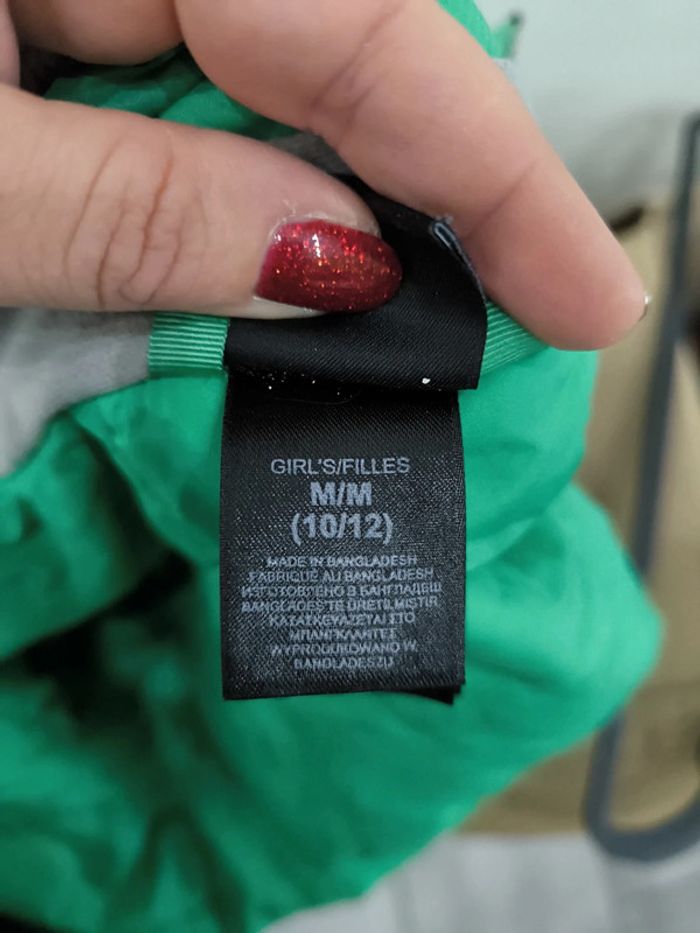 GIRL'S/FILLES
M/M
(10/12)
MADE IN BANGLADESH
FABRIQUÉ AU BANGLADESH
ИЗГОТОВЛЕНО В БАНГЛАДЕШ
BANGLADEŞ'TE ÜRETİLMİŞTİR
ΚΑΤΑΣΚΕΥΑΖΕΤΑΙ ΣΤΟ
ΜΠΑΝΓΚΛΑΝΤΕΣ
WYPRODUKOWANO W
BANGLADESZU